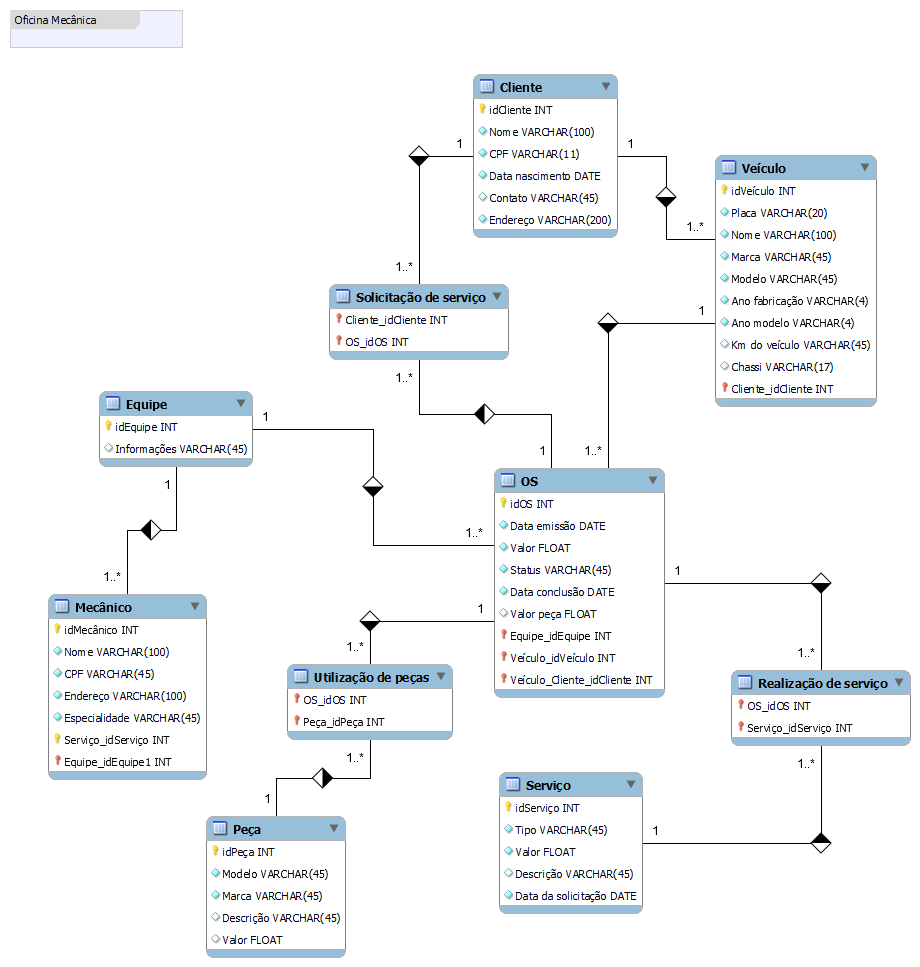 Oficina Mecânica
Cliente
idCliente INT
Nome VARCHAR(100)
CPF VARCHAR(11)
Data nascimento DATE
Contato VARCHAR(45)
Endereço VARCHAR(200)
1
1
1..*
1..*
Veículo
idVeículo INT
Placa VARCHAR(20)
Nome VARCHAR(100)
Marca VARCHAR(45)
Modelo VARCHAR(45)
Ano fabricação VARCHAR(4)
Ano modelo VARCHAR(4)
Km do veículo VARCHAR(45)
Chassi VARCHAR(17)
Cliente_idCliente INT
Solicitação de serviço
Cliente_idCliente INT
OS_idOS INT
1
1..*
1..*
1
Equipe
idEquipe INT
Informações VARCHAR(45)
1
1
1..*
1..*
OS
idOS INT
Data emissão DATE
Valor FLOAT
Status VARCHAR(45)
Data conclusão DATE
Valor peça FLOAT
Equipe_idEquipe INT
Veículo_idVeículo INT
Veículo_Cliente_idCliente INT
Mecânico
idMecânico INT
Nome VARCHAR(100)
CPF VARCHAR(45)
Endereço VARCHAR(100)
Especialidade VARCHAR(45)
Serviço_idServiço INT
Equipe_idEquipe1 INT
1
1..*
1
1..*
Utilização de peças
OS_idOS INT
Peça_idPeça INT
Realização de serviço
OS_idOS INT
Serviço_idServiço INT
1..*
1
1..*
1
Serviço
idServiço INT
Tipo VARCHAR(45)
Valor FLOAT
Descrição VARCHAR(45)
Data da solicitação DATE
Peça
idPeça INT
Modelo VARCHAR(45)
Marca VARCHAR(45)
Descrição VARCHAR(45)
Valor FLOAT